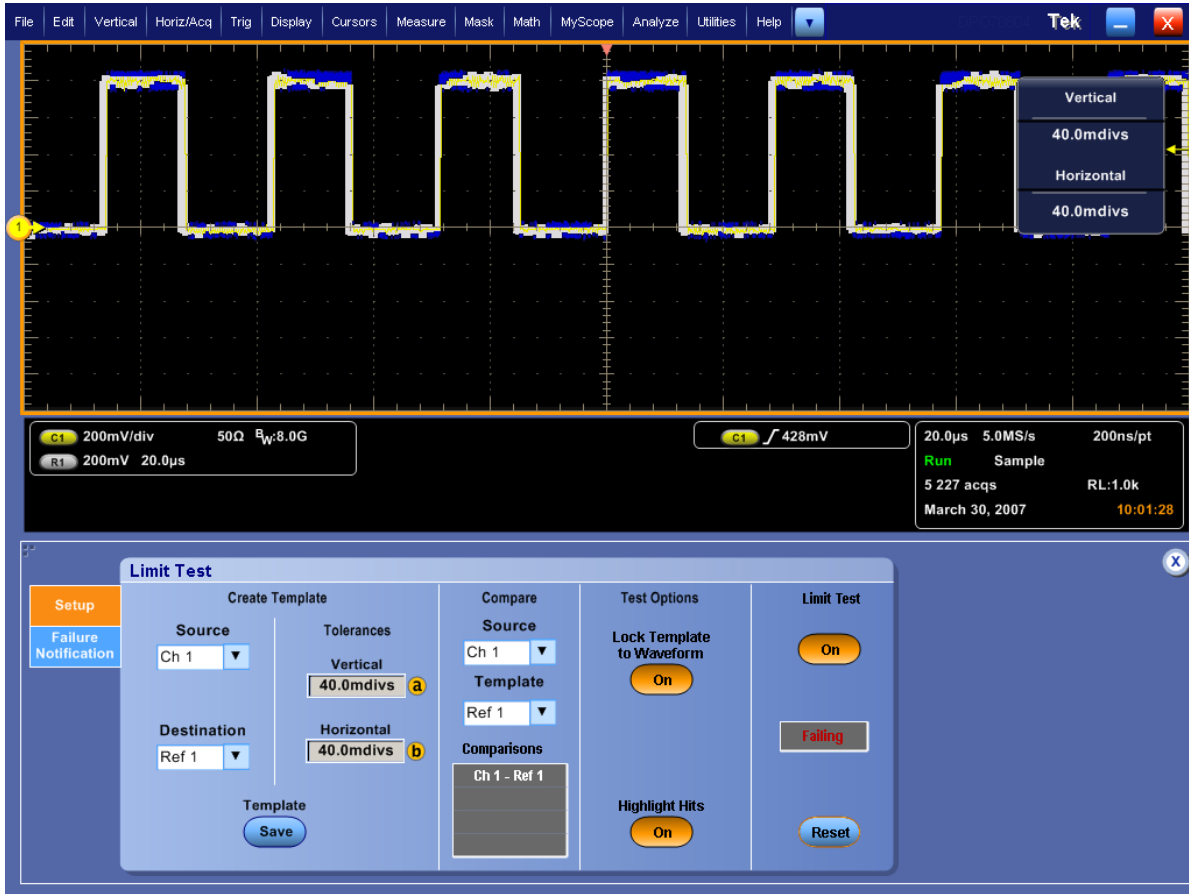 File Edit Vertical Horiz/Acq Trig Display Cursors Measure Mask Math MyScope Analyze Utilities Help Tek X
Vertical
40.0mdivs
Horizontal
40.0mdivs
1
C1 200mV/div 50Ω BW:8.0G
R1 200mV 20.0µs
C1 428mV
20.0µs 5.0MS/s 200ns/pt
Run Sample
5 227 acqs RL:1.0k
March 30, 2007 10:01:28
X
Limit Test
Setup
Failure
Notification
Create Template
Source
Ch 1
Destination
Ref 1
Tolerances
Vertical
40.0mdivs a
Horizontal
40.0mdivs b
Template
Save
Compare
Source
Ch 1
Template
Ref 1
Comparisons
Ch 1 - Ref 1
Test Options
Lock Template
to Waveform
On
Highlight Hits
On
Limit Test
On
Failing
Reset